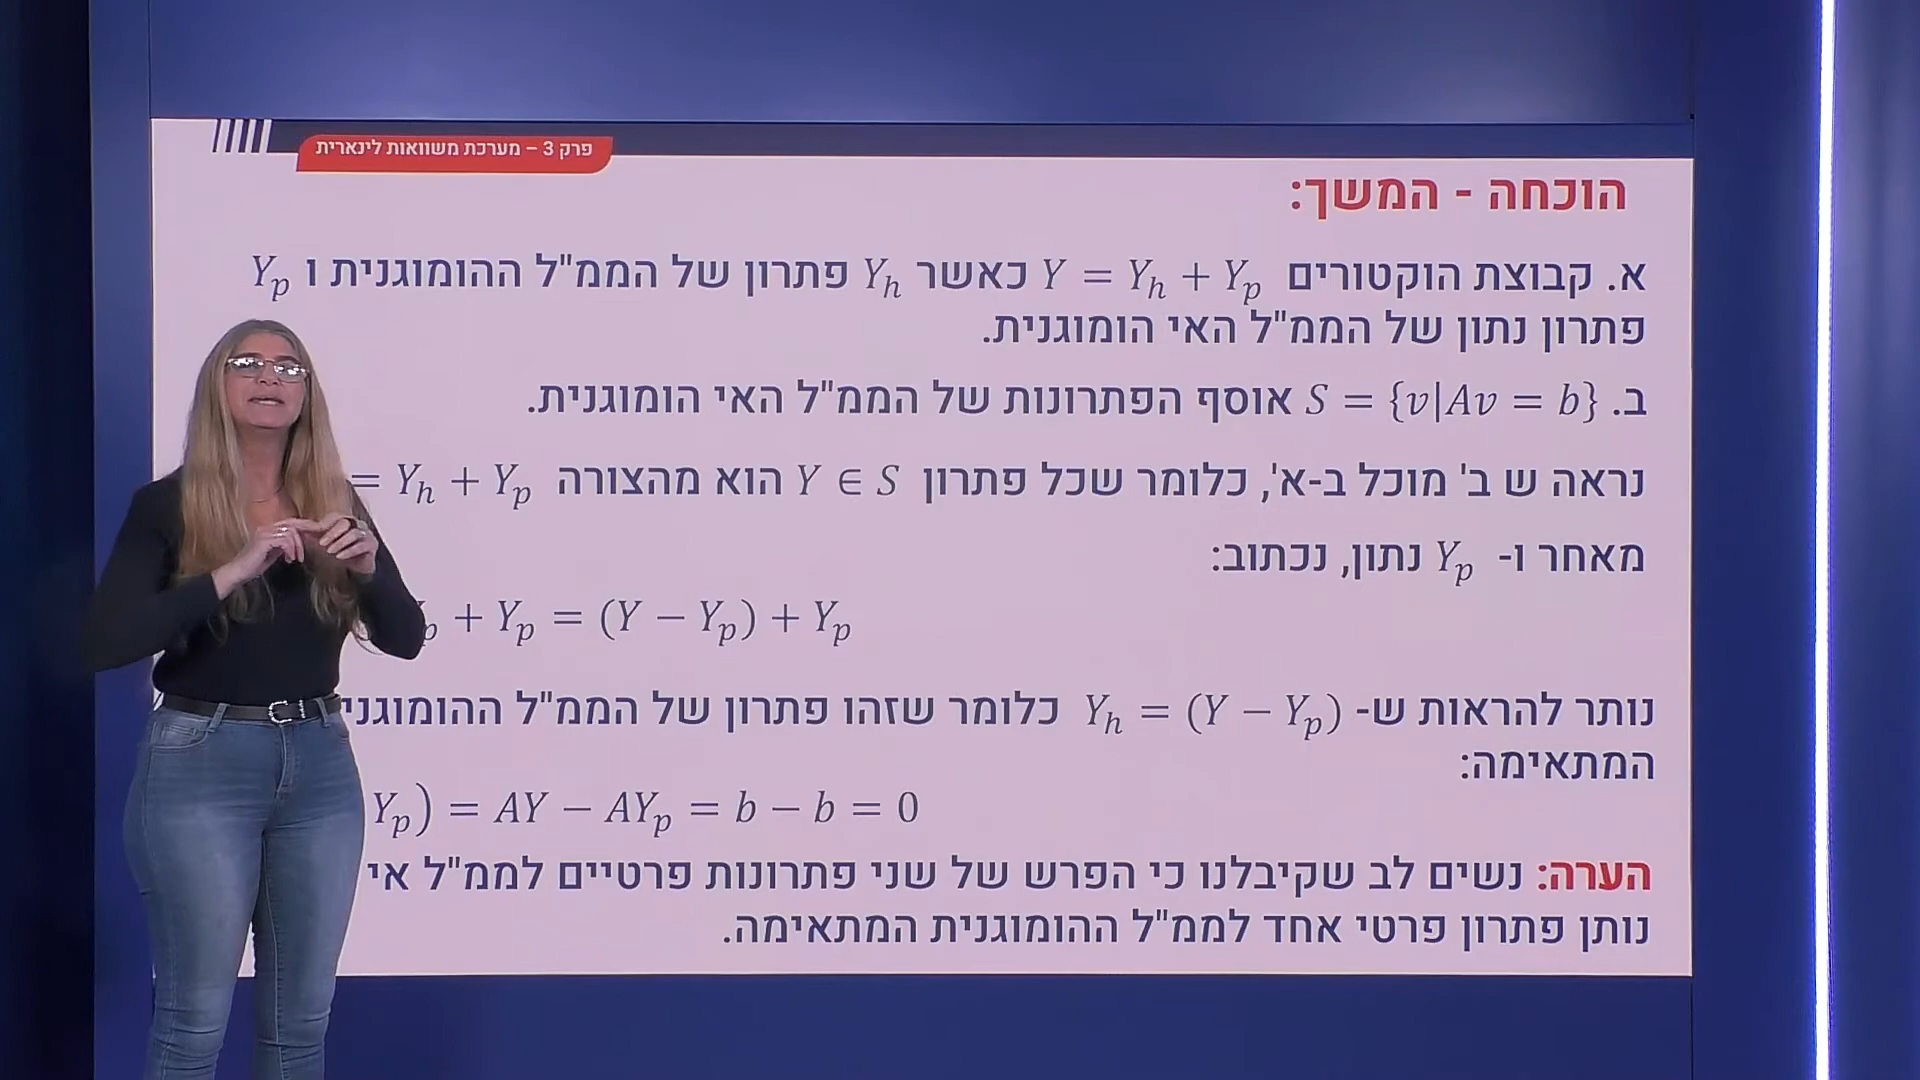 פרק 3 – מערכת משוואות לינארית
הוכחה - המשך:
א. קבוצת הוקטורים Y = Y_h + Y_p כאשר Y_h פתרון של הממ"ל ההומוגנית ו Y_p
פתרון נתון של הממ"ל האי הומוגנית.
ב. S = {v|Av = b} אוסף הפתרונות של הממ"ל האי הומוגנית.
נראה ש ב' מוכל ב-א', כלומר שכל פתרון Y ∈ S הוא מהצורה = Y_h + Y_p
מאחר ו- Y_p נתון, נכתוב:
+ Y_p = (Y − Y_p) + Y_p
נותר להראות ש- Y_h = (Y − Y_p) כלומר שזהו פתרון של הממ"ל
המתאימה:
Y_p) = AY − AY_p = b − b = 0
הערה: נשים לב שקיבלנו כי הפרש של שני פתרונות פרטיים לממ"ל אי
נותן פתרון פרטי אחד לממ"ל ההומוגנית המתאימה.